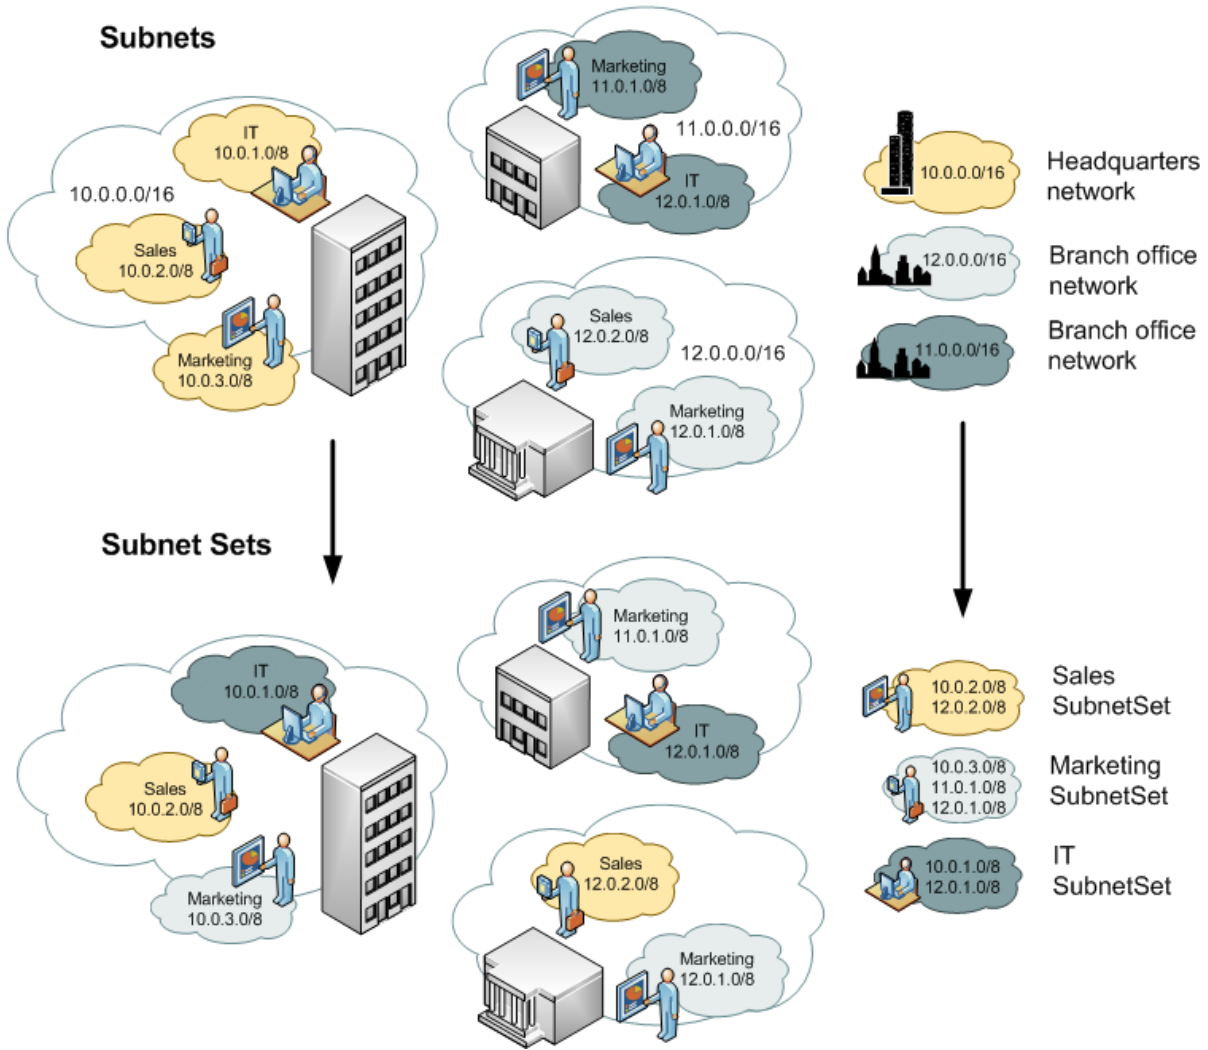 Subnets
IT
10.0.1.0/8
10.0.0.0/16
Sales
10.0.2.0/8
Marketing
10.0.3.0/8
Marketing
11.0.1.0/8
11.0.0.0/16
IT
12.0.1.0/8
Sales
12.0.2.0/8
12.0.0.0/16
Marketing
12.0.1.0/8
10.0.0.0/16
Headquarters
network
12.0.0.0/16
Branch office
network
11.0.0.0/16
Branch office
network
Subnet Sets
IT
10.0.1.0/8
Sales
10.0.2.0/8
Marketing
10.0.3.0/8
Marketing
11.0.1.0/8
IT
12.0.1.0/8
Sales
12.0.2.0/8
Marketing
12.0.1.0/8
10.0.2.0/8
12.0.2.0/8
Sales
SubnetSet
10.0.3.0/8
11.0.1.0/8
12.0.1.0/8
Marketing
SubnetSet
10.0.1.0/8
12.0.1.0/8
IT
SubnetSet